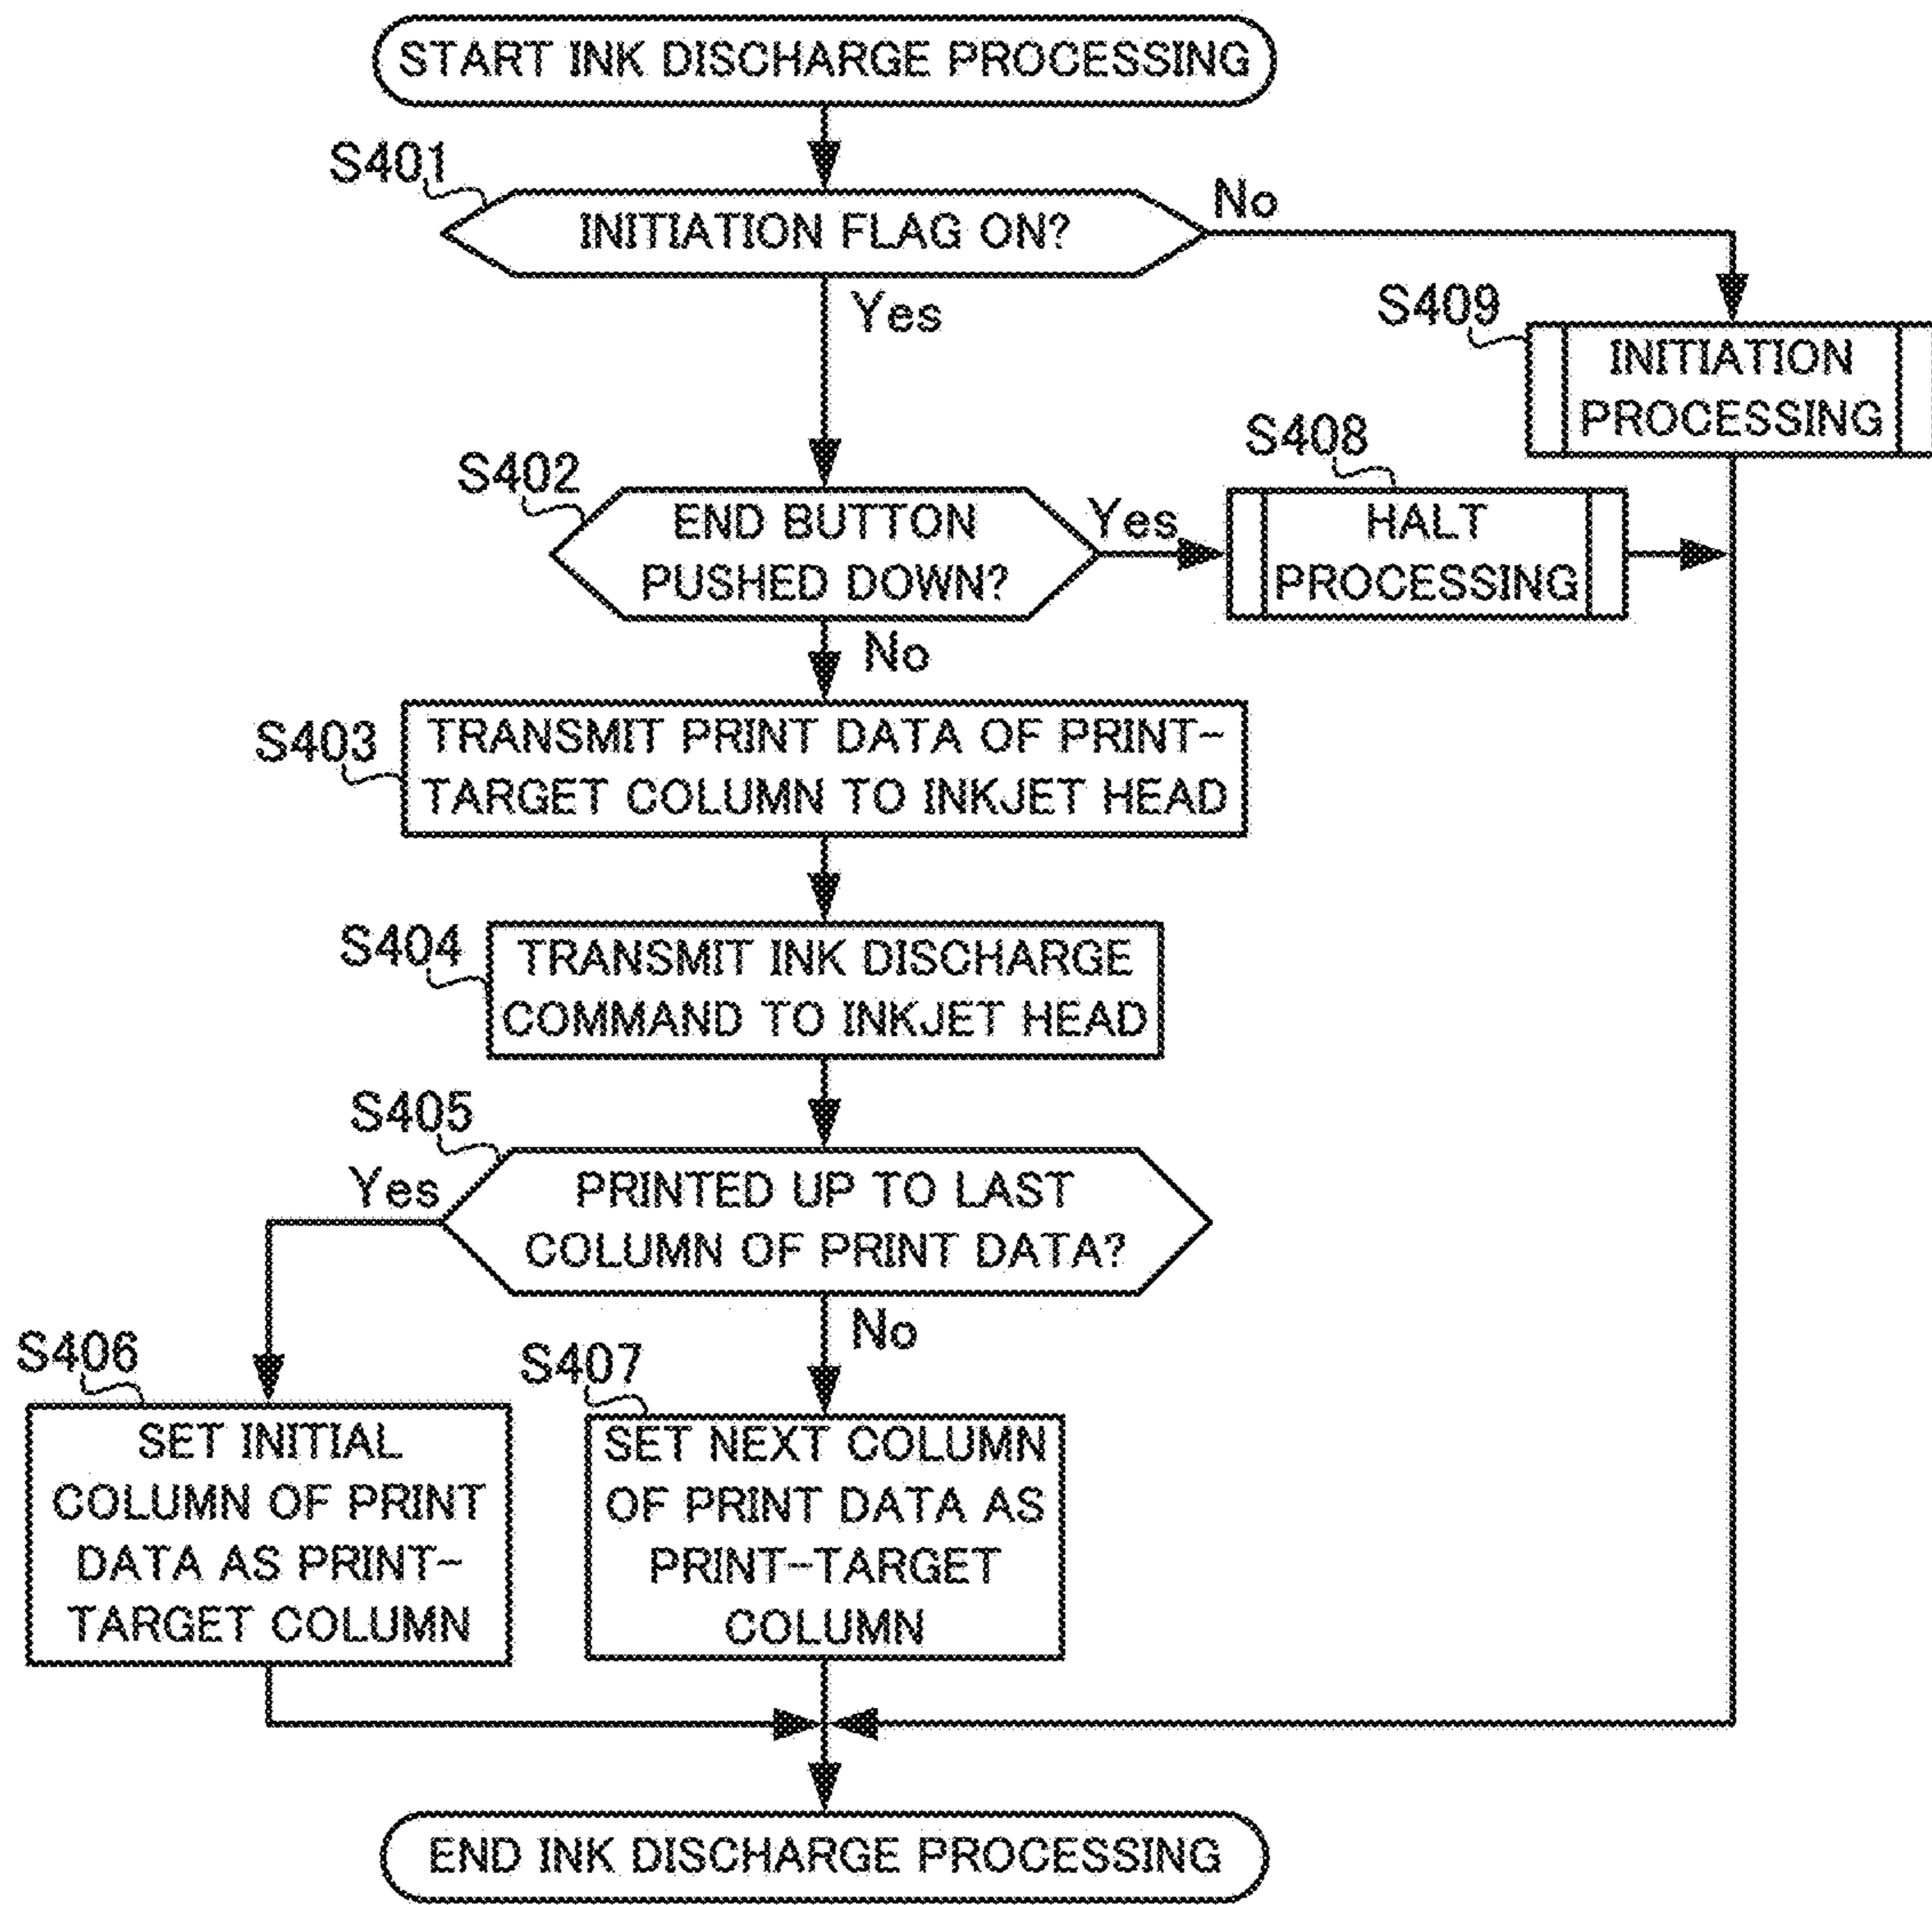 START INK DISCHARGE PROCESSING
S401
INITIATION FLAG ON?
No
Yes
S409
INITIATION
PROCESSING
S402
END BUTTON
PUSHED DOWN?
Yes
S408
HALT
PROCESSING
No
S403
TRANSMIT PRINT DATA OF PRINT-
TARGET COLUMN TO INKJET HEAD
S404
TRANSMIT INK DISCHARGE
COMMAND TO INKJET HEAD
S405
PRINTED UP TO LAST
COLUMN OF PRINT DATA?
Yes
No
S406
SET INITIAL
COLUMN OF PRINT
DATA AS PRINT-
TARGET COLUMN
S407
SET NEXT COLUMN
OF PRINT DATA AS
PRINT-TARGET
COLUMN
END INK DISCHARGE PROCESSING